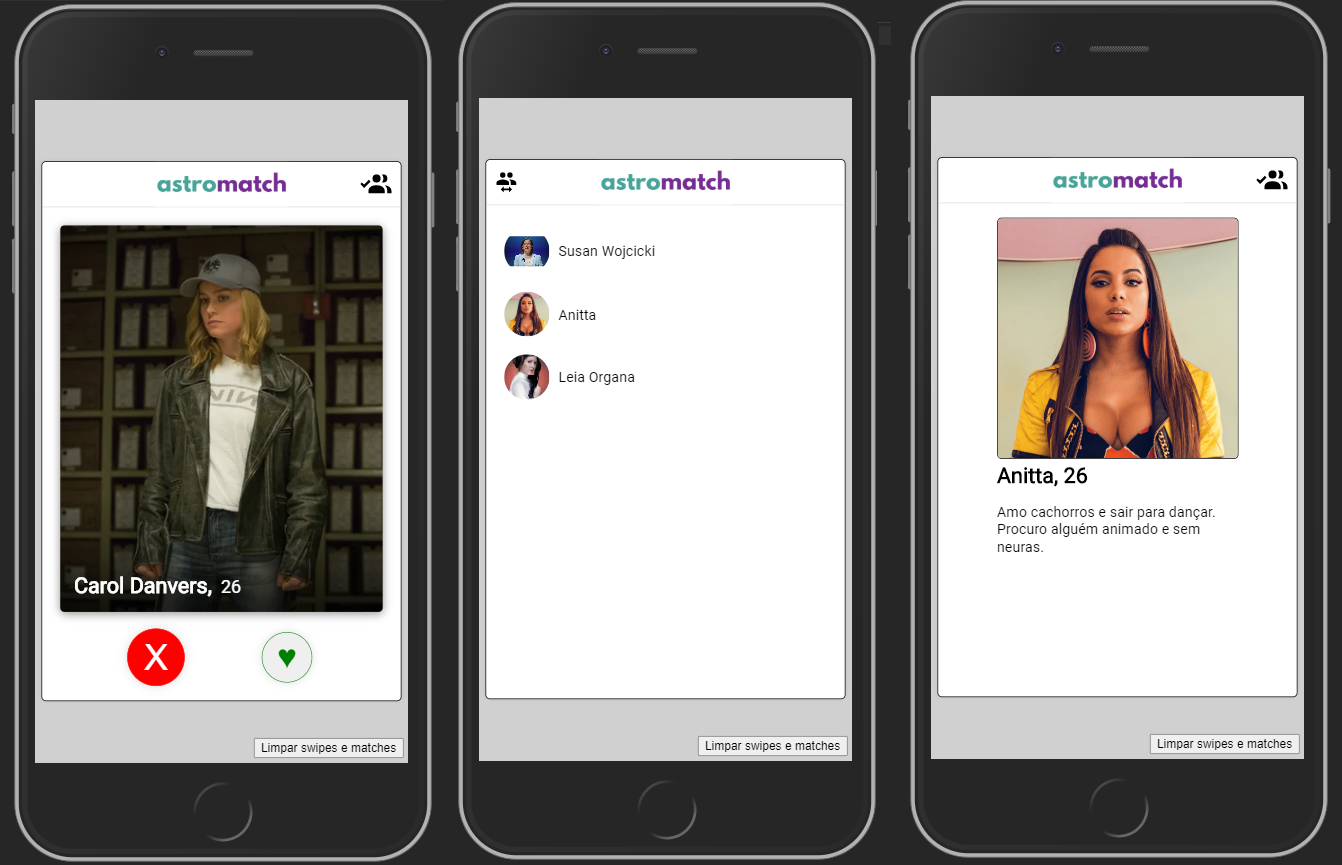 astromatch
Carol Danvers, 26
X
Limpar swipes e matches
astromatch
Susan Wojcicki
Anitta
Leia Organa
Limpar swipes e matches
astromatch
Anitta, 26
Amo cachorros e sair para dançar.
Procuro alguém animado e sem
neuras.
Limpar swipes e matches